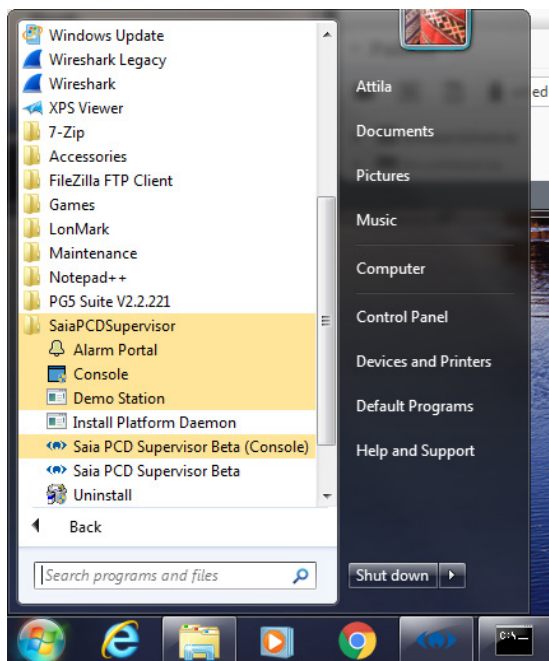 Windows Update
Wireshark Legacy
Wireshark
XPS Viewer
7-Zip
Accessories
FileZilla FTP Client
Games
LonMark
Maintenance
Notepad++
PG5 Suite V2.2.221
SaiaPCDSupervisor
Alarm Portal
Console
Demo Station
Install Platform Daemon
Saia PCD Supervisor Beta (Console)
Saia PCD Supervisor Beta
Uninstall
Back
Search programs and files
Attila
Documents
Pictures
Music
Computer
Control Panel
Devices and Printers
Default Programs
Help and Support
Shut down
ed
C:\_